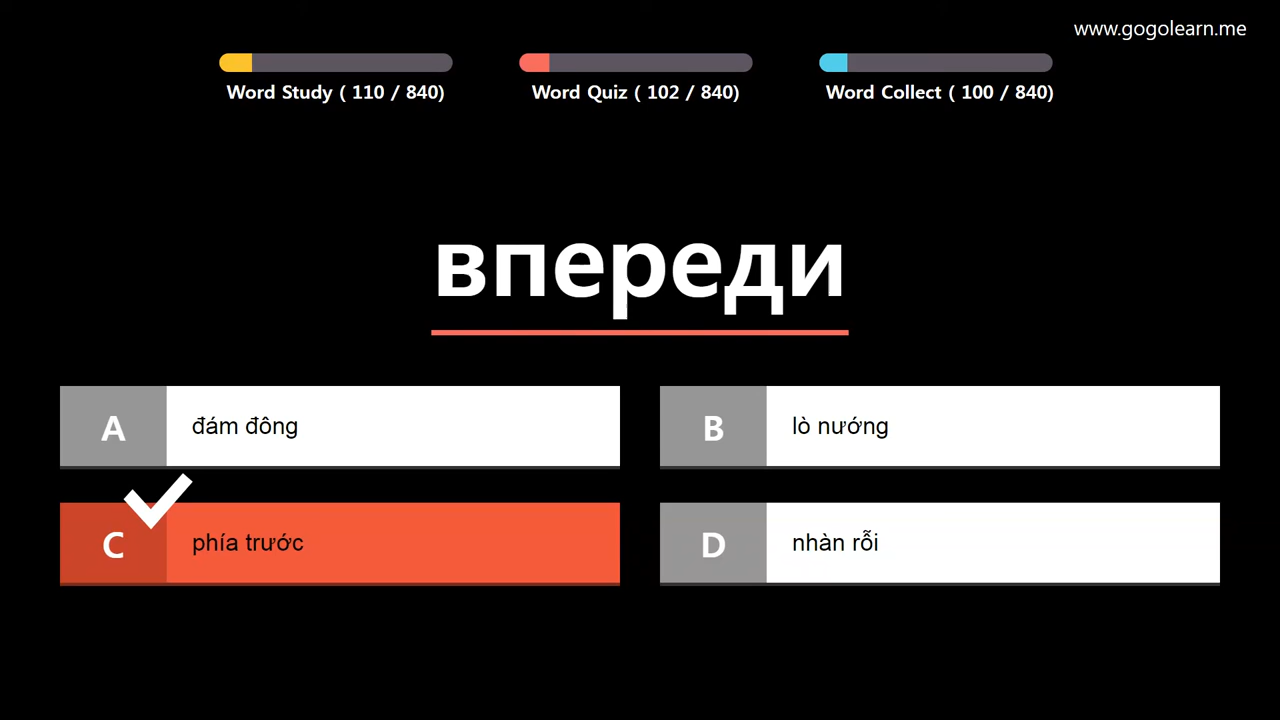 www.gogolearn.me
Word Study ( 110 / 840)
Word Quiz ( 102 / 840)
Word Collect ( 100 / 840)
впереди
A
đám đông
B
lò nướng
C
phía trước
D
nhàn rỗi